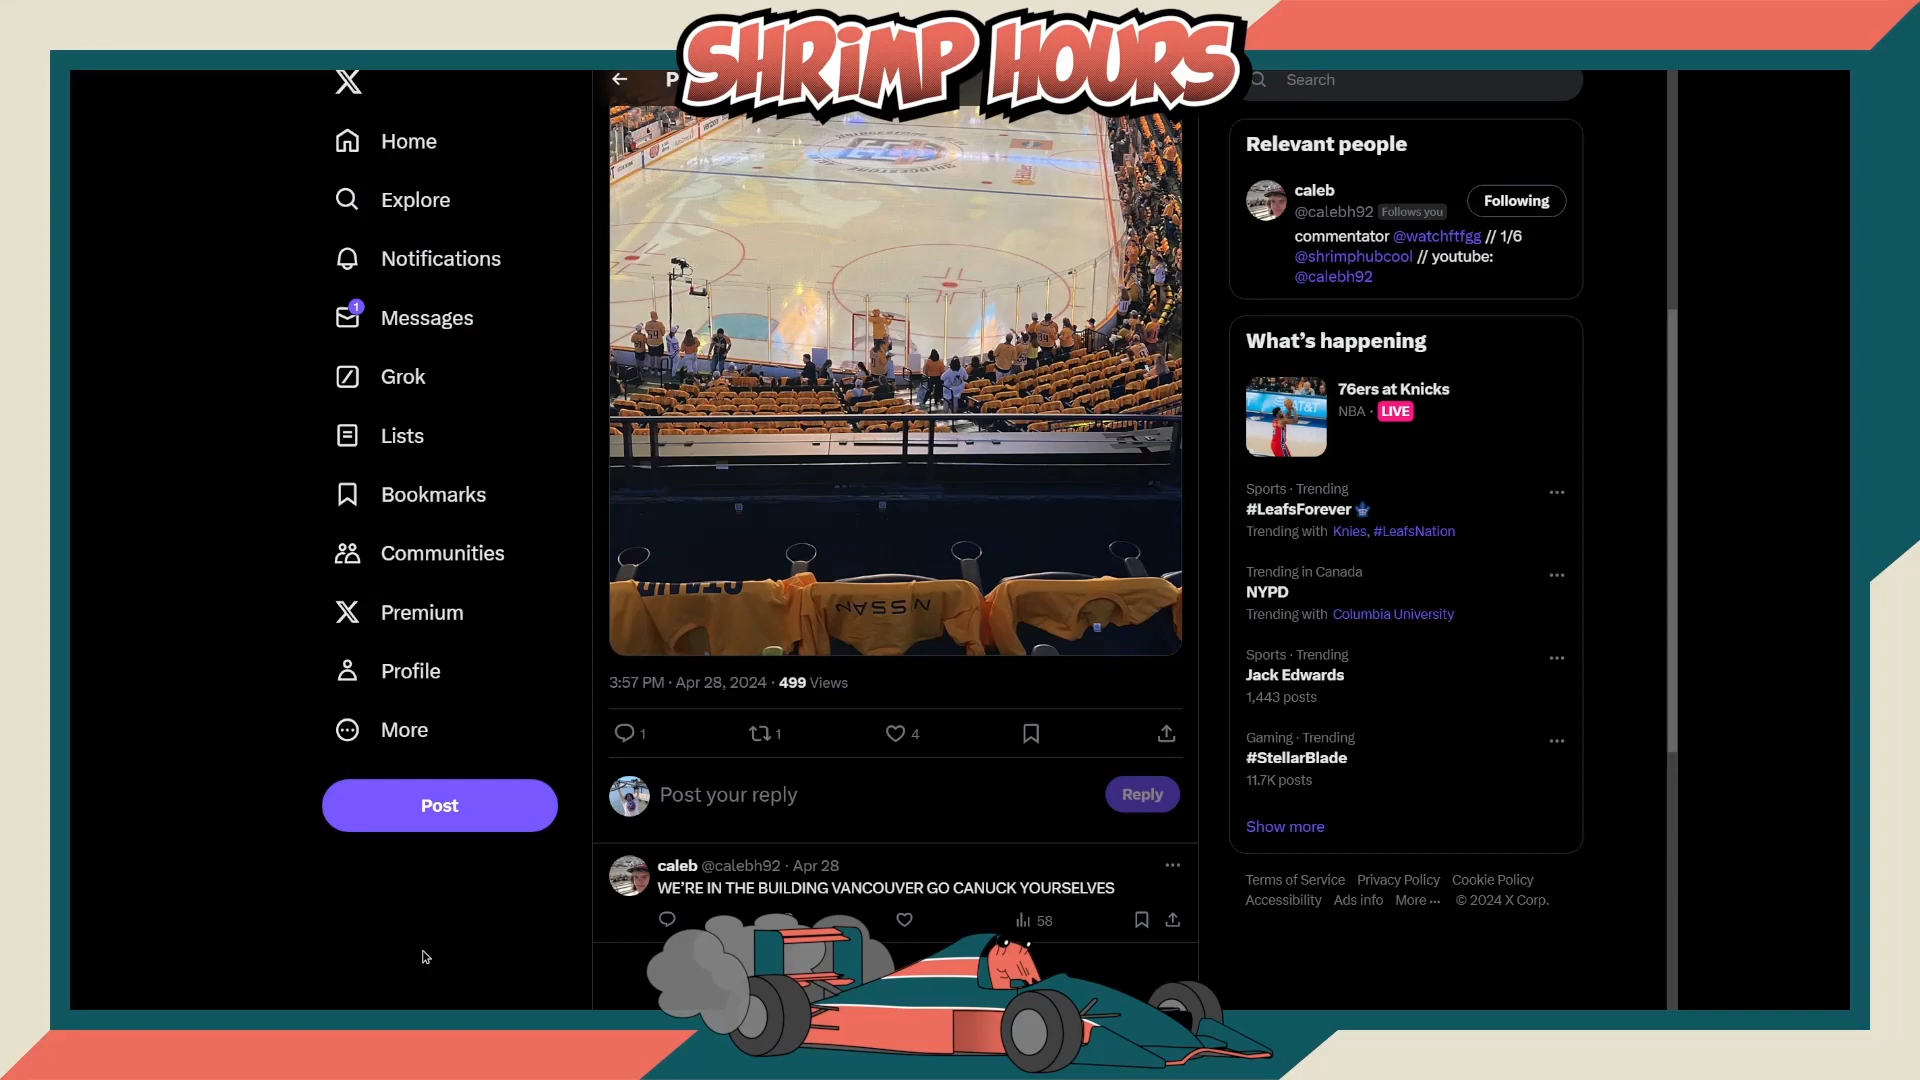 SHRiMP HOURS
P
Search
Home
Explore
Notifications
1
Messages
Grok
Lists
Bookmarks
Communities
Premium
Profile
More
Post
BRIDGESTONE
NISSAN
3:57 PM · Apr 28, 2024 · 499 Views
1
1
4
Post your reply
Reply
caleb @calebh92 · Apr 28
WE'RE IN THE BUILDING VANCOUVER GO CANUCK YOURSELVES
58
Relevant people
caleb
@calebh92 Follows you
Following
commentator @watchftfgg // 1/6
@shrimphubcool // youtube:
@calebh92
What's happening
76ers at Knicks
NBA · LIVE
AT&T
Sports · Trending
#LeafsForever
Trending with Knies, #LeafsNation
Trending in Canada
NYPD
Trending with Columbia University
Sports · Trending
Jack Edwards
1,443 posts
Gaming · Trending
#StellarBlade
11.7K posts
Show more
Terms of Service Privacy Policy Cookie Policy
Accessibility Ads info More ··· © 2024 X Corp.